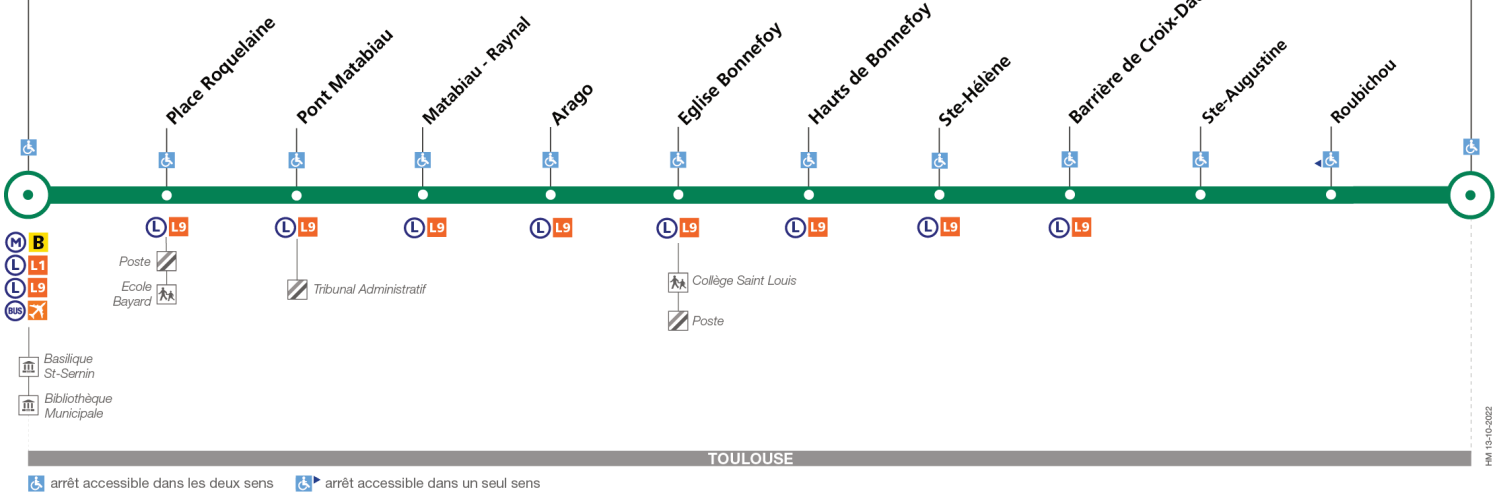 Place Roquelaine
Pont Matabiau
Matabiau - Raynal
Arago
Eglise Bonnefoy
Hauts de Bonnefoy
Ste-Hélène
Barrière de Croix-
Ste-Augustine
Roubichou
M B
L L1
L L9
BUS
L L9
L L9
L L9
L L9
L L9
L L9
L L9
L L9
Poste
Ecole
Bayard
Tribunal Administratif
Collège Saint Louis
Poste
Basilique
St-Sernin
Bibliothèque
Municipale
TOULOUSE
arrêt accessible dans les deux sens
arrêt accessible dans un seul sens
HM 13-10-2022